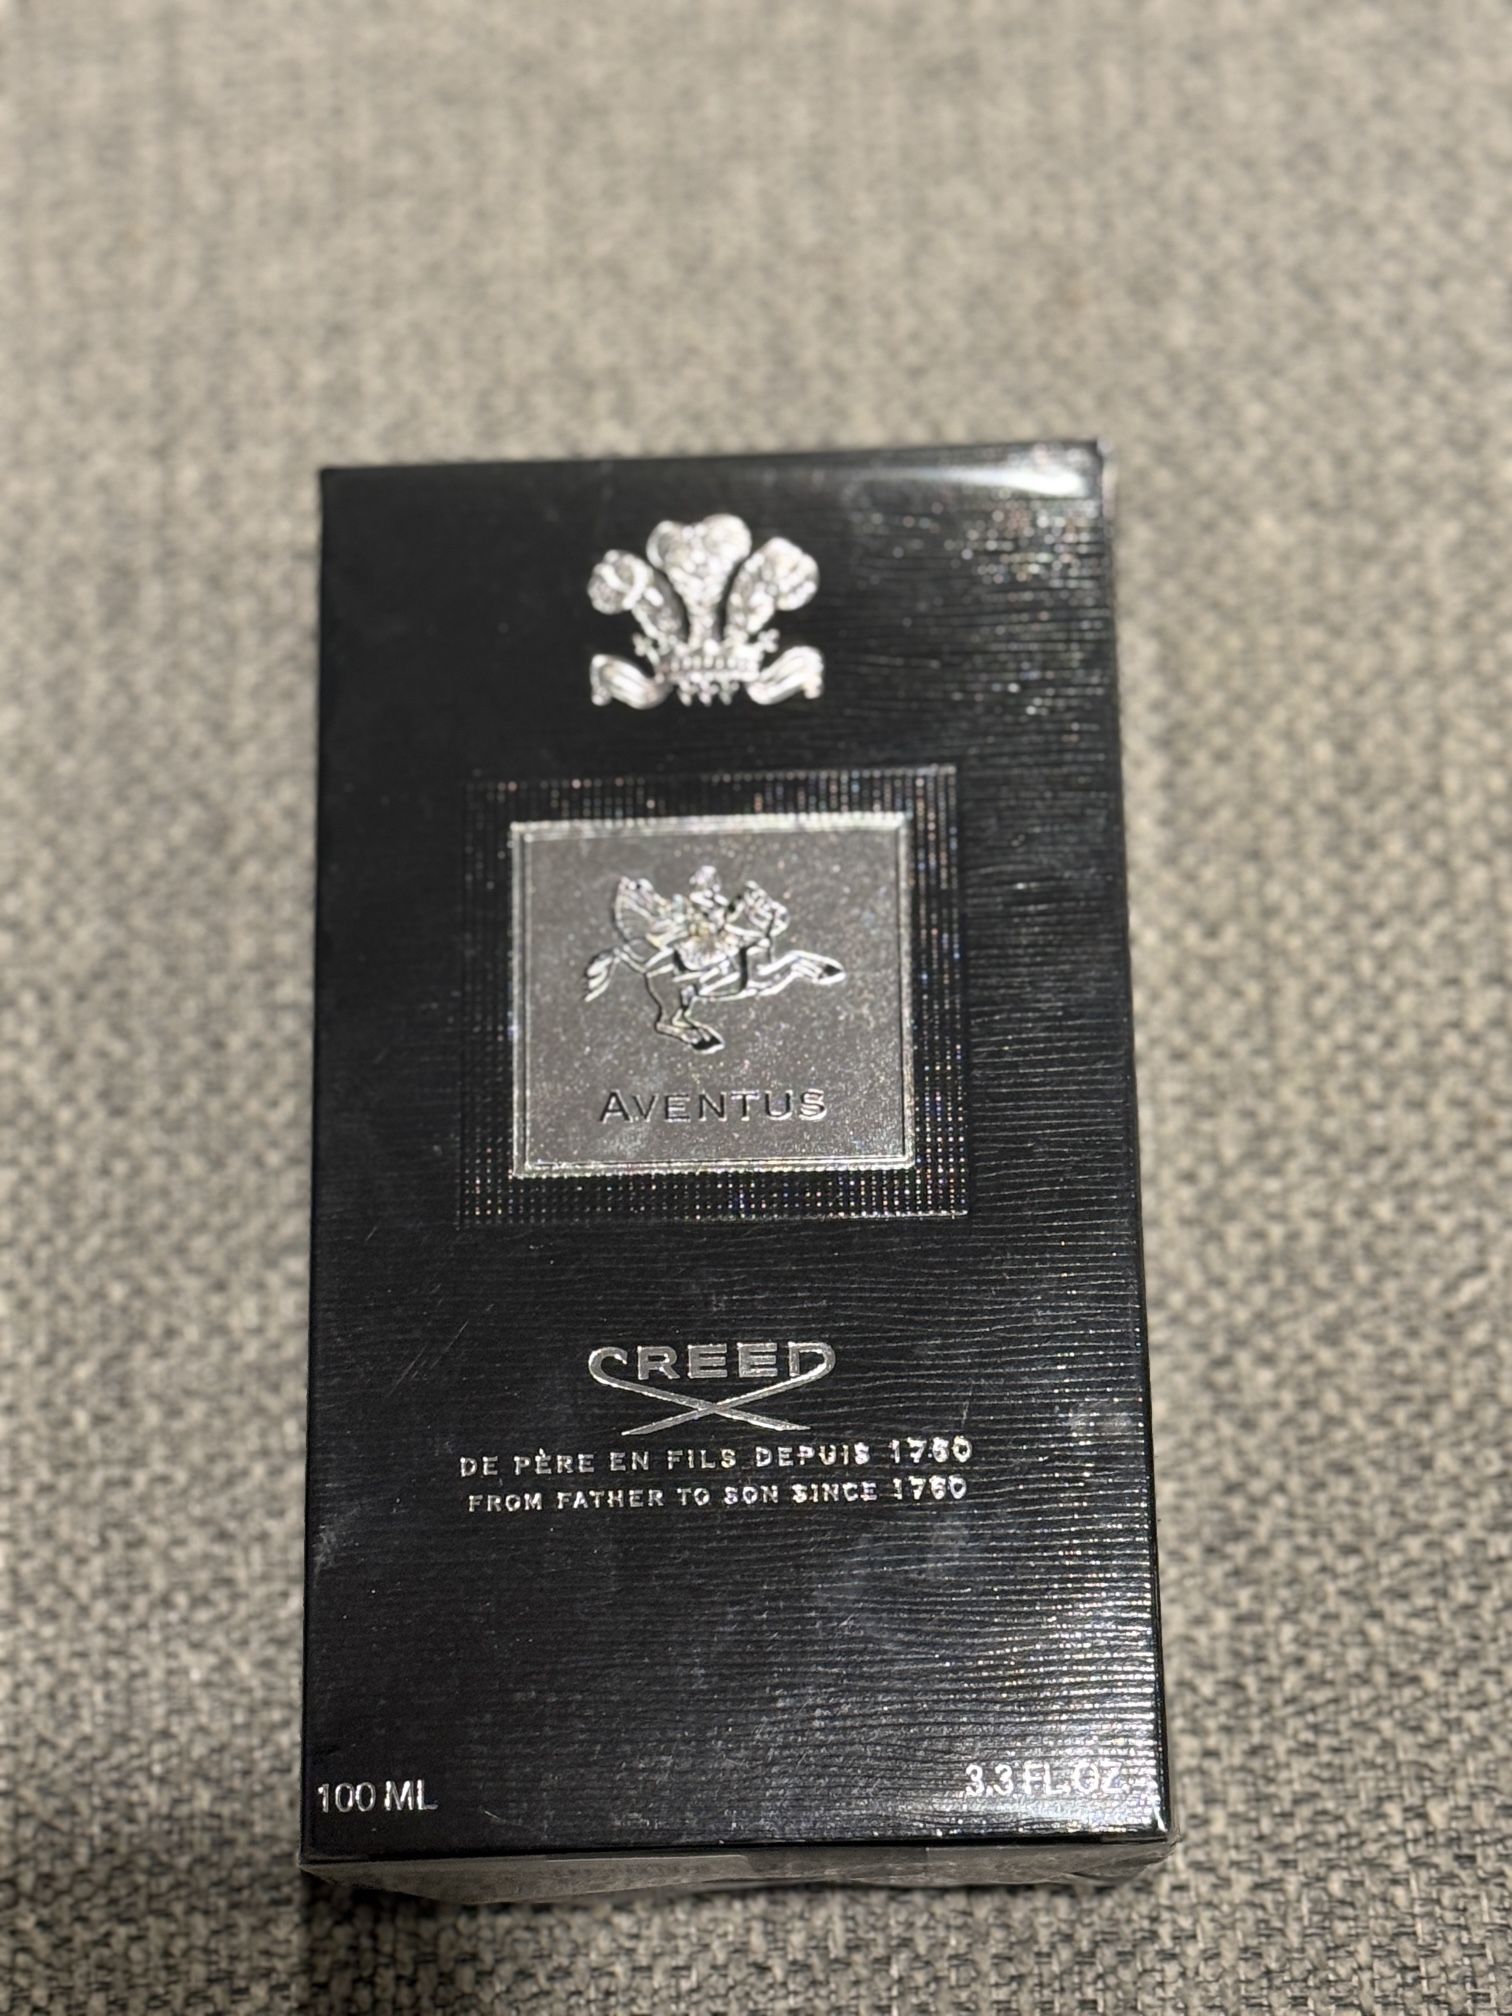 AVENTUS
CREED
DE PÈRE EN FILS DEPUIS 1760
FROM FATHER TO SON SINCE 1760
100 ML 3.3 FL.OZ